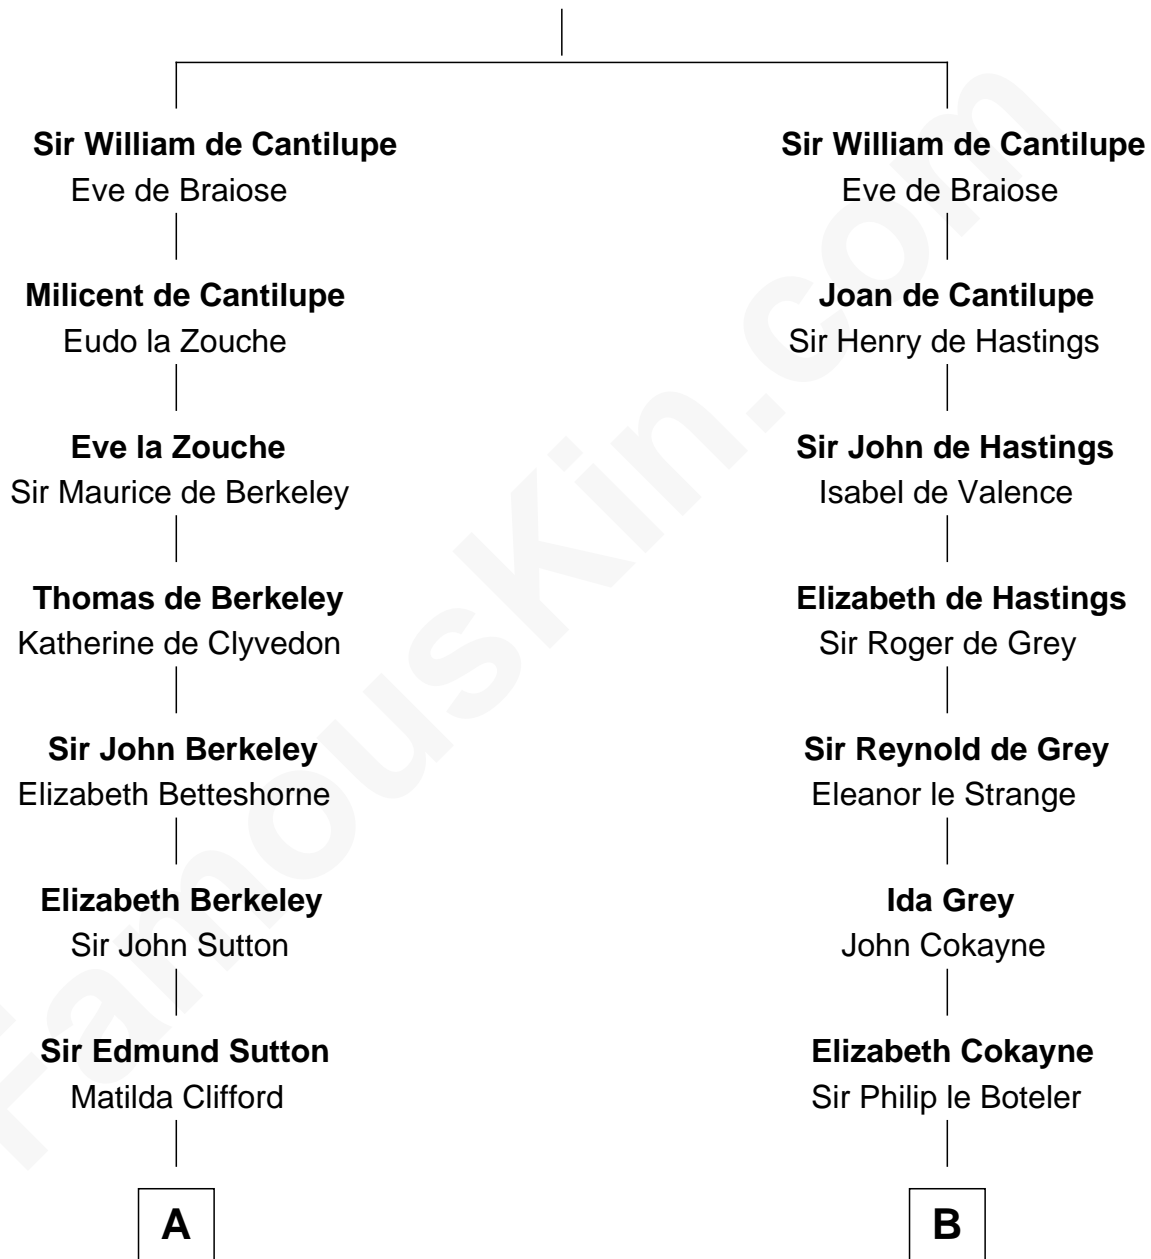 Sir William de Cantilupe
Eve de Braiose
Milicent de Cantilupe
Eudo la Zouche
Eve la Zouche
Sir Maurice de Berkeley
Thomas de Berkeley
Katherine de Clyvedon
Sir John Berkeley
Elizabeth Betteshorne
Elizabeth Berkeley
Sir John Sutton
Sir Edmund Sutton
Matilda Clifford
A
Sir William de Cantilupe
Eve de Braiose
Joan de Cantilupe
Sir Henry de Hastings
Sir John de Hastings
Isabel de Valence
Elizabeth de Hastings
Sir Roger de Grey
Sir Reynold de Grey
Eleanor le Strange
Ida Grey
John Cokayne
Elizabeth Cokayne
Sir Philip le Boteler
B
FamousKin.com